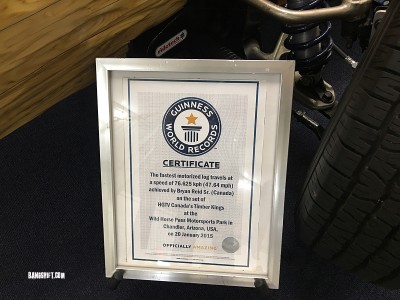 GUINNESS
WORLD RECORDS
CERTIFICATE
The fastest motorized log travels at
a speed of 76.625 kph (47.64 mph)
achieved by Bryan Reid Sr. (Canada)
on the set of
HGTV Canada's Timber Kings
at the
Wild Horse Pass Motorsports Park in
Chandler, Arizona, USA,
on 20 January 2015
OFFICIALLY AMAZING
BANGSHIFT.COM